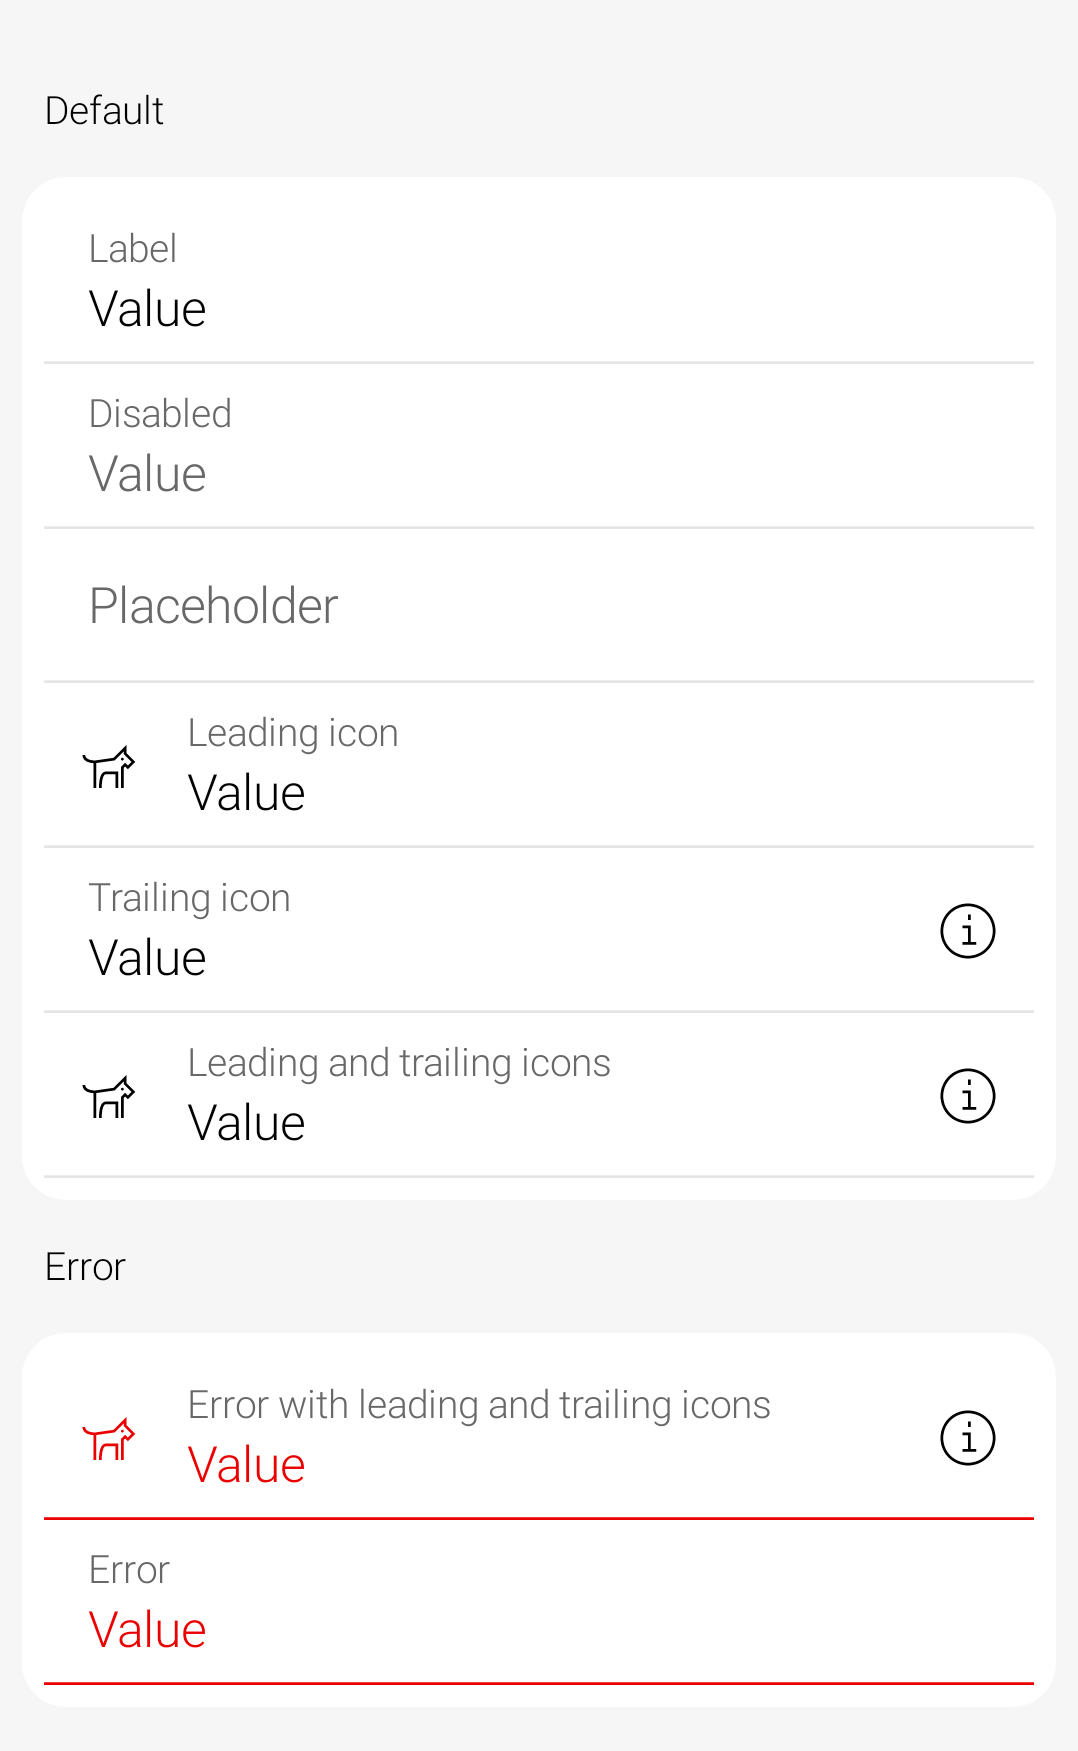 Default
Label
Value
Disabled
Value
Placeholder
Leading icon
Value
Trailing icon
Value
Leading and trailing icons
Value
Error
Error with leading and trailing icons
Value
Error
Value